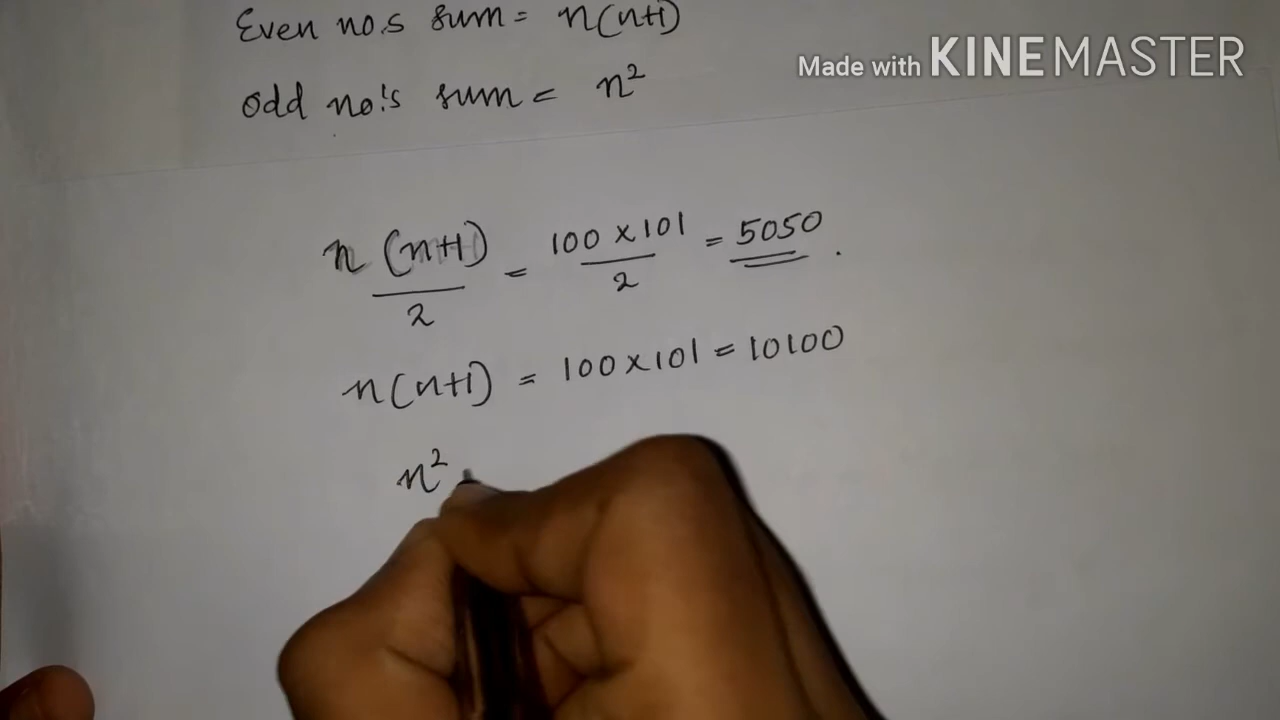 Even no.s sum = n(n+1)
Made with KINEMASTER
odd no!s sum = n²
n (n+1)/2 = 100 x 101/2 = 5050 .
n(n+1) = 100 x 101 = 10100
n²